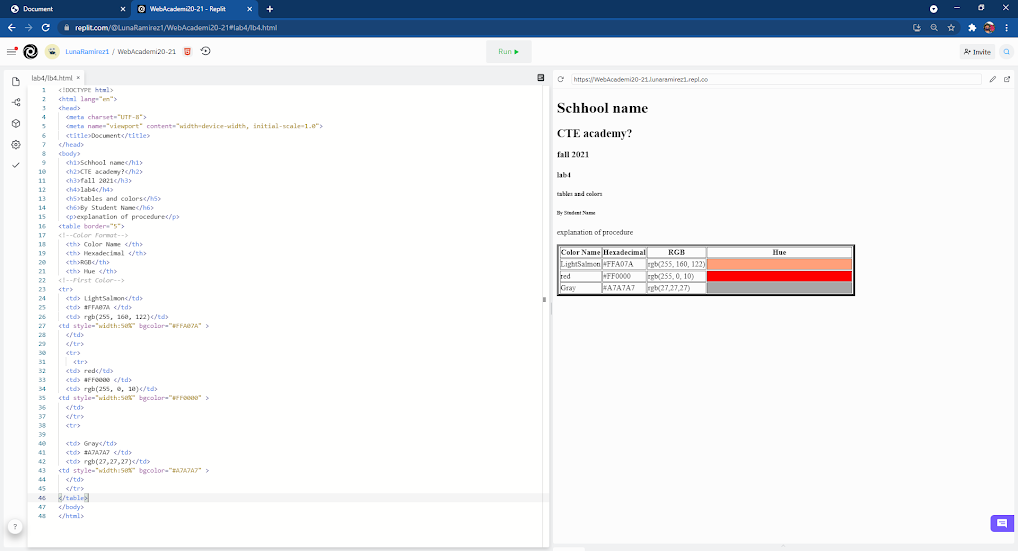 Document
WebAcademi20-21 - Replit
replit.com/@LunaRamirez1/WebAcademi20-21#lab4/lb4.html
LunaRamirez1 / WebAcademi20-21
Run
Invite
lab4/lb4.html
https://WebAcademi20-21.lunaramirez1.repl.co
1 <!DOCTYPE html>
2 <html lang="en">
3 <head>
4 <meta charset="UTF-8">
5 <meta name="viewport" content="width=device-width, initial-scale=1.0">
6 <title>Document</title>
7 </head>
8 <body>
9 <h1>Schhool name</h1>
10 <h2>CTE academy?</h2>
11 <h3>fall 2021</h3>
12 <h4>lab4</h4>
13 <h5>tables and colors</h5>
14 <h6>By Student Name</h6>
15 <p>explanation of procedure</p>
16 <table border="5">
17 <!--Color Format-->
18 <th> Color Name </th>
19 <th> Hexadecimal </th>
20 <th>RGB</th>
21 <th> Hue </th>
22 <!--First Color-->
23 <tr>
24 <td> LightSalmon</td>
25 <td> #FFA07A </td>
26 <td> rgb(255, 160, 122)</td>
27 <td style="width:50%" bgcolor="#FFA07A" >
28 </td>
29 </tr>
30 <tr>
31 <tr>
32 <td> red</td>
33 <td> #FF0000 </td>
34 <td> rgb(255, 0, 10)</td>
35 <td style="width:50%" bgcolor="#FF0000" >
36 </td>
37 </tr>
38 <tr>
39
40 <td> Gray</td>
41 <td> #A7A7A7 </td>
42 <td> rgb(27,27,27)</td>
43 <td style="width:50%" bgcolor="#A7A7A7" >
44 </td>
45 </tr>
46 </table>
47 </body>
48 </html>
Schhool name
CTE academy?
fall 2021
lab4
tables and colors
By Student Name
explanation of procedure
Color Name Hexadecimal RGB Hue
LightSalmon #FFA07A rgb(255, 160, 122)
red #FF0000 rgb(255, 0, 10)
Gray #A7A7A7 rgb(27,27,27)
?